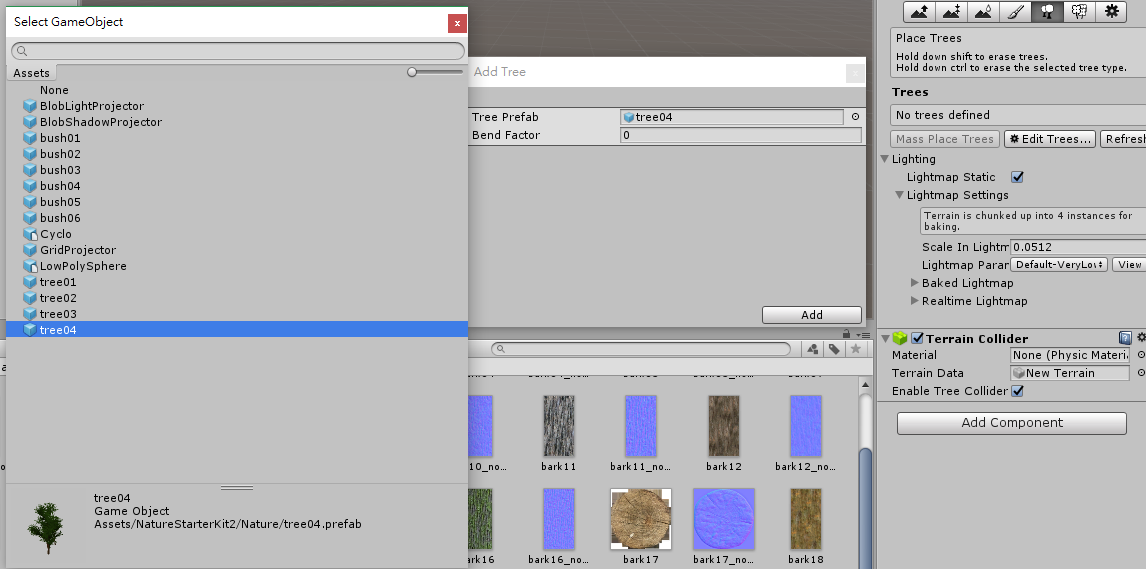 Select GameObject
x
Assets
None
BlobLightProjector
BlobShadowProjector
bush01
bush02
bush03
bush04
bush05
bush06
Cyclo
GridProjector
LowPolySphere
tree01
tree02
tree03
tree04
tree04
Game Object
Assets/NatureStarterKit2/Nature/tree04.prefab
Add Tree
Tree Prefab
tree04
Bend Factor
0
Add
10_no...
bark11
bark11_no...
bark12
bark12_no...
ark16
bark16_no...
bark17
bark17_no...
bark18
Place Trees
Hold down shift to erase trees.
Hold down ctrl to erase the selected tree type.
Trees
No trees defined
Mass Place Trees
Edit Trees...
Refresh
Lighting
Lightmap Static
Lightmap Settings
Terrain is chunked up into 4 instances for
baking.
Scale In Lightm
0.0512
Lightmap Parar
Default-VeryLov
View
Baked Lightmap
Realtime Lightmap
Terrain Collider
Material
None (Physic Materi
Terrain Data
New Terrain
Enable Tree Collider
Add Component